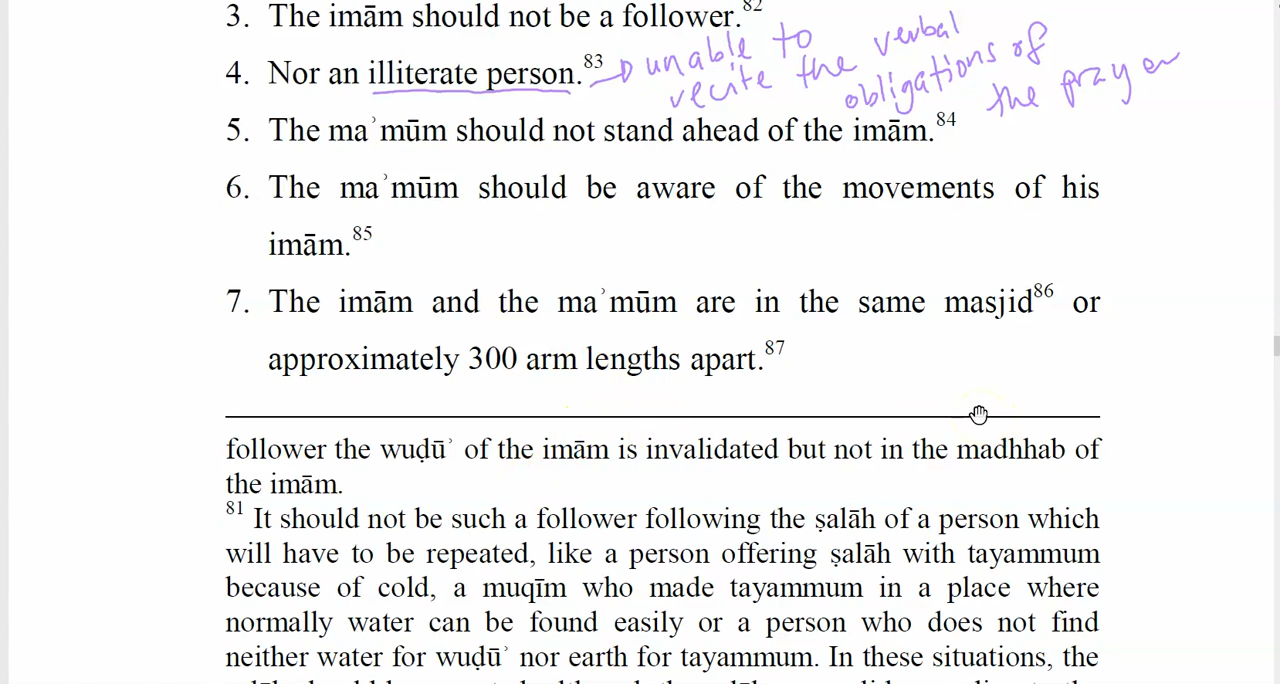 3. The imām should not be a follower.82
4. Nor an illiterate person.83 → unable to recite the verbal obligations of the prayer
5. The maʾmūm should not stand ahead of the imām.84
6. The maʾmūm should be aware of the movements of his
imām.85
7. The imām and the maʾmūm are in the same masjid86 or
approximately 300 arm lengths apart.87
follower the wuḍūʾ of the imām is invalidated but not in the madhhab of
the imām.
81 It should not be such a follower following the ṣalāh of a person which
will have to be repeated, like a person offering ṣalāh with tayammum
because of cold, a muqīm who made tayammum in a place where
normally water can be found easily or a person who does not find
neither water for wuḍūʾ nor earth for tayammum. In these situations, the